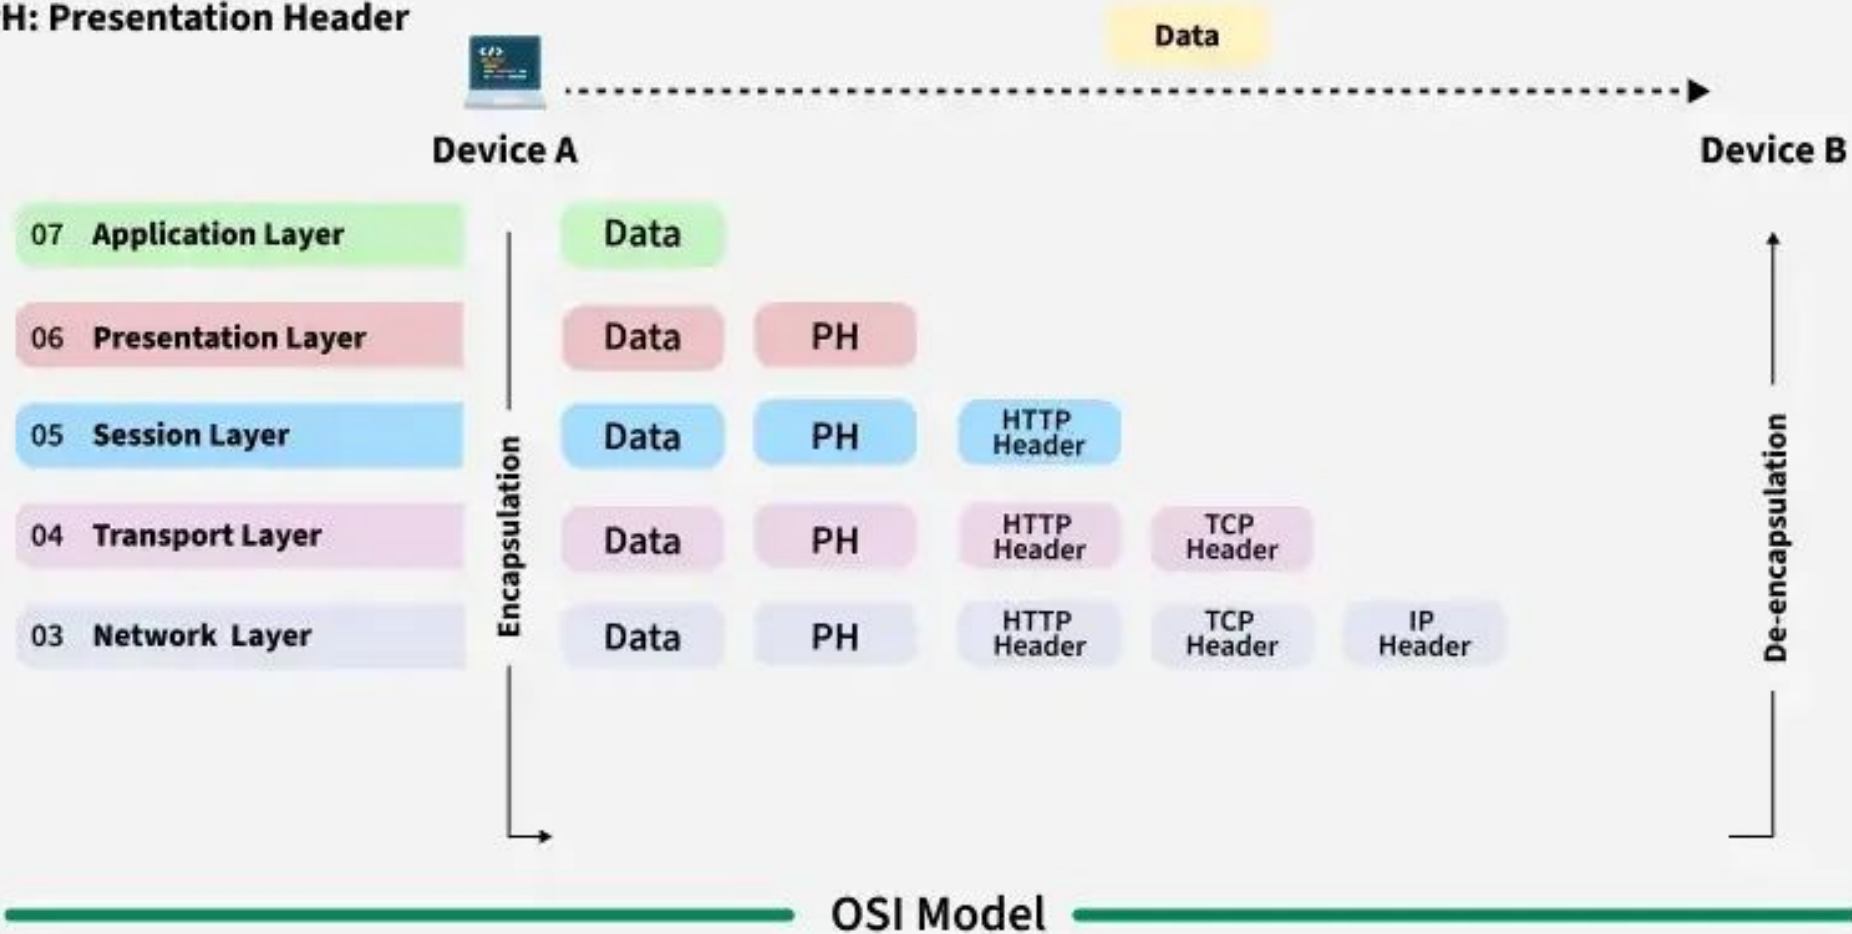 H: Presentation Header
Data
Device A
Device B
07 Application Layer
Data
06 Presentation Layer
Data
PH
05 Session Layer
Data
PH
HTTP
Header
04 Transport Layer
Data
PH
HTTP
Header
TCP
Header
03 Network Layer
Data
PH
HTTP
Header
TCP
Header
IP
Header
Encapsulation
De-encapsulation
OSI Model